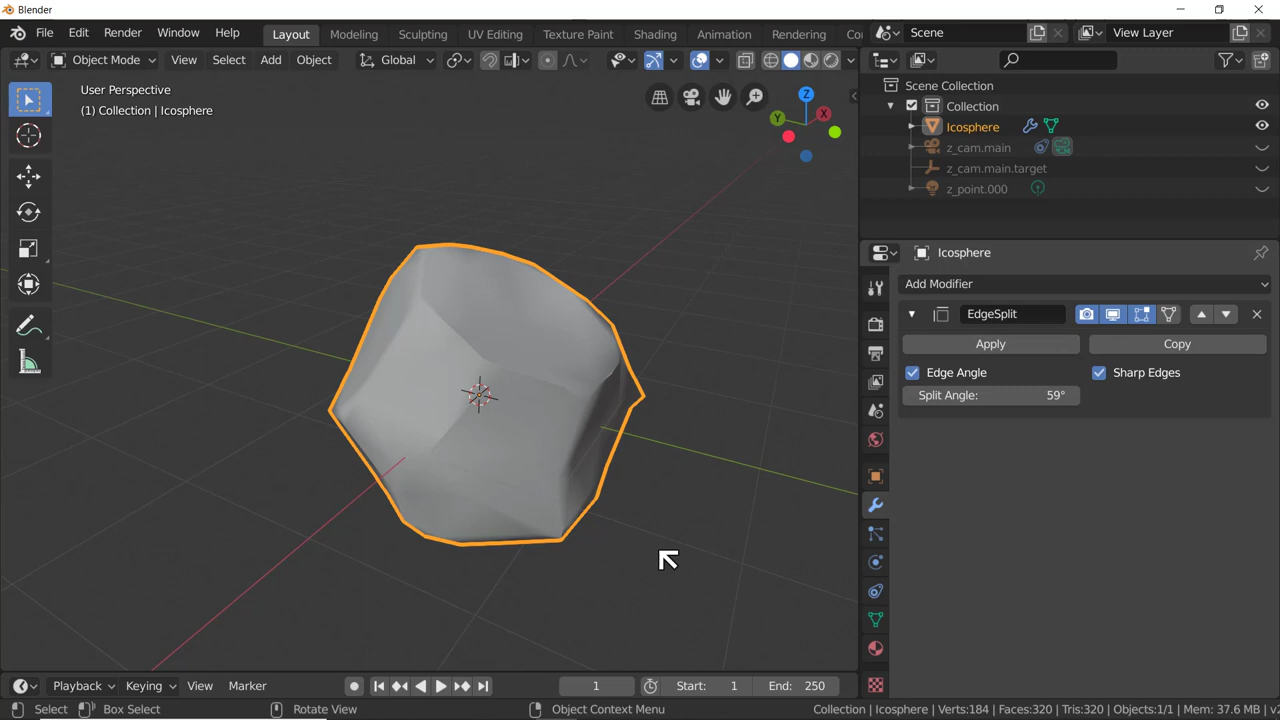 Blender
File Edit Render Window Help Layout Modeling Sculpting UV Editing Texture Paint Shading Animation Rendering Co Scene View Layer
Object Mode View Select Add Object Global
User Perspective
(1) Collection | Icosphere
Z
X
Y
Scene Collection
Collection
Icosphere
z_cam.main
z_cam.main.target
z_point.000
Icosphere
Add Modifier
EdgeSplit
Apply Copy
Edge Angle Sharp Edges
Split Angle: 59°
Playback Keying View Marker 1 Start: 1 End: 250
Select Box Select Rotate View Object Context Menu Collection | Icosphere | Verts:184 | Faces:320 | Tris:320 | Objects:1/1 | Mem: 37.6 MB | v2